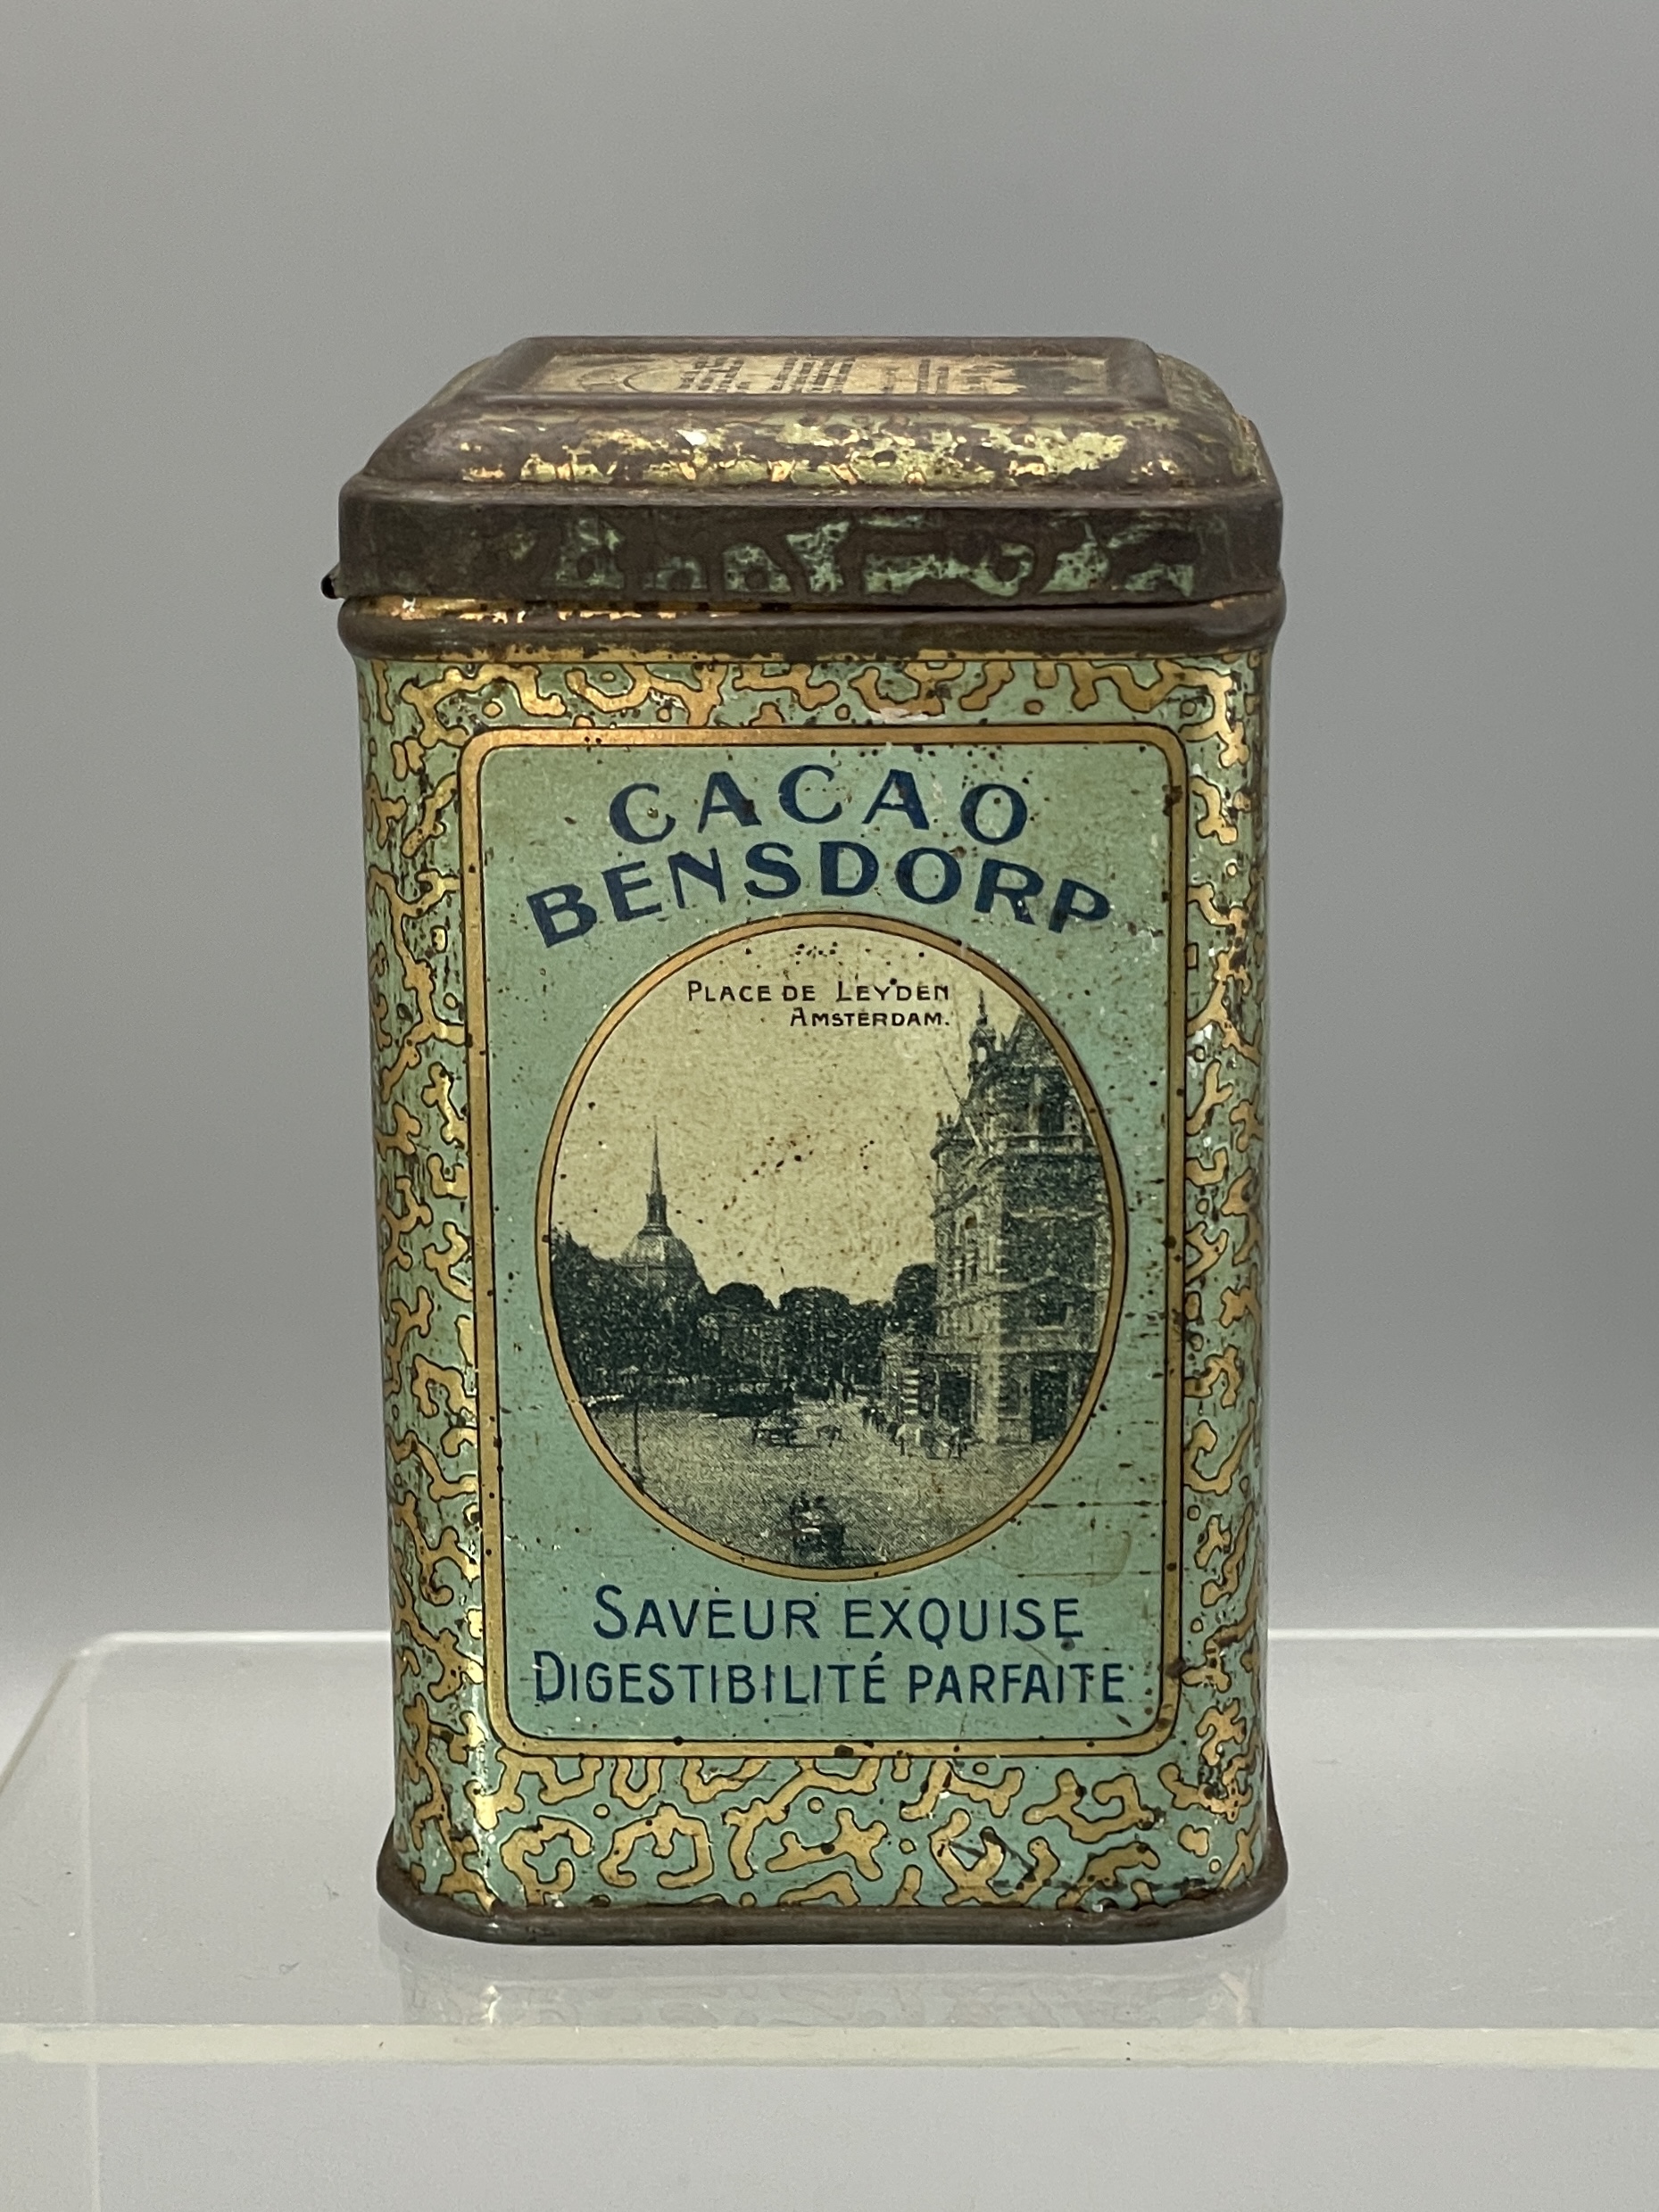 CACAO
BENSDORP
PLACE DE LEYDEN
AMSTERDAM.
SAVEUR EXQUISE
DIGESTIBILITÉ PARFAITE